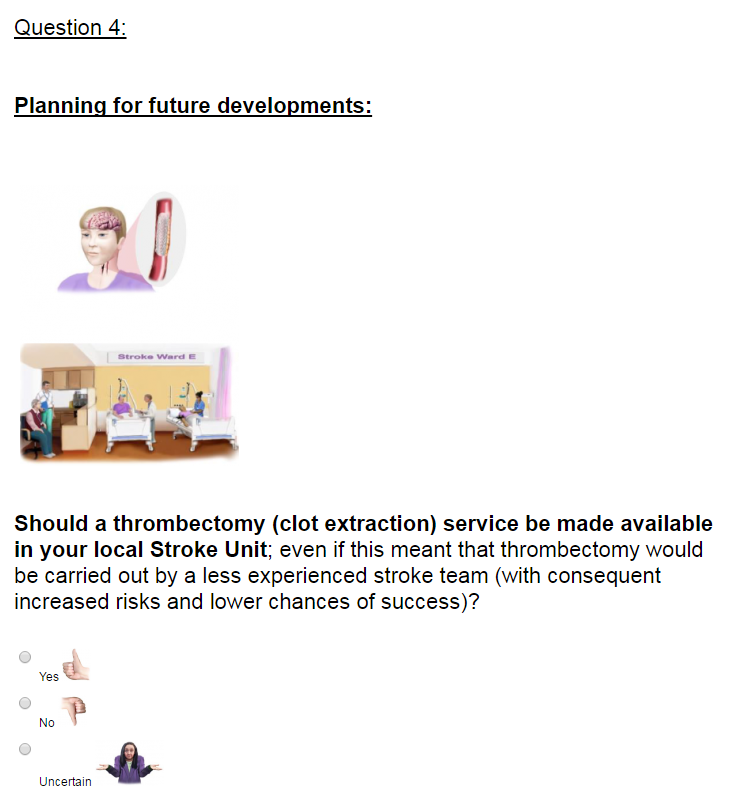 Question 4:
Planning for future developments:
Stroke Ward E
Should a thrombectomy (clot extraction) service be made available
in your local Stroke Unit; even if this meant that thrombectomy would
be carried out by a less experienced stroke team (with consequent
increased risks and lower chances of success)?
Yes
No
Uncertain